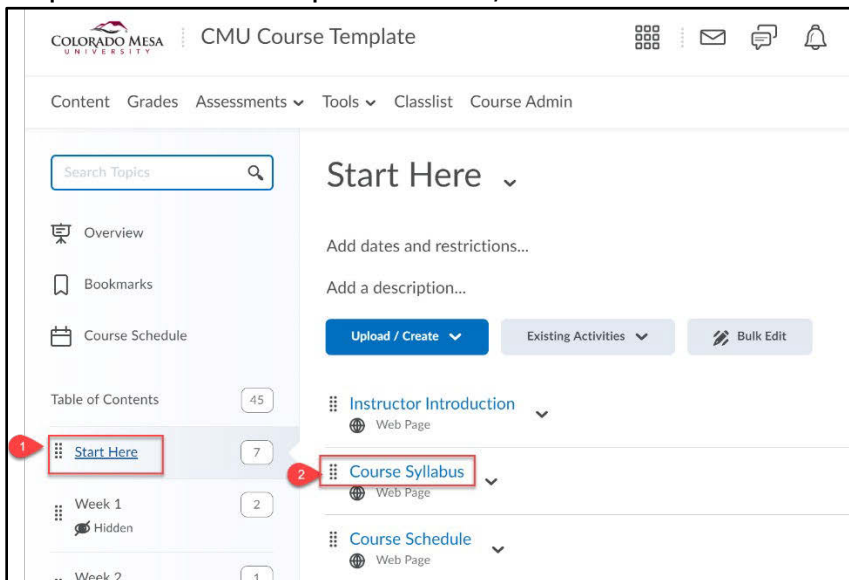 COLORADO MESA
UNIVERSITY
CMU Course Template
Content Grades Assessments Tools Classlist Course Admin
Search Topics
Overview
Bookmarks
Course Schedule
Table of Contents 45
1 Start Here 7
Week 1 2
Hidden
Week 2 1
Start Here
Add dates and restrictions...
Add a description...
Upload / Create Existing Activities Bulk Edit
Instructor Introduction
Web Page
2 Course Syllabus
Web Page
Course Schedule
Web Page